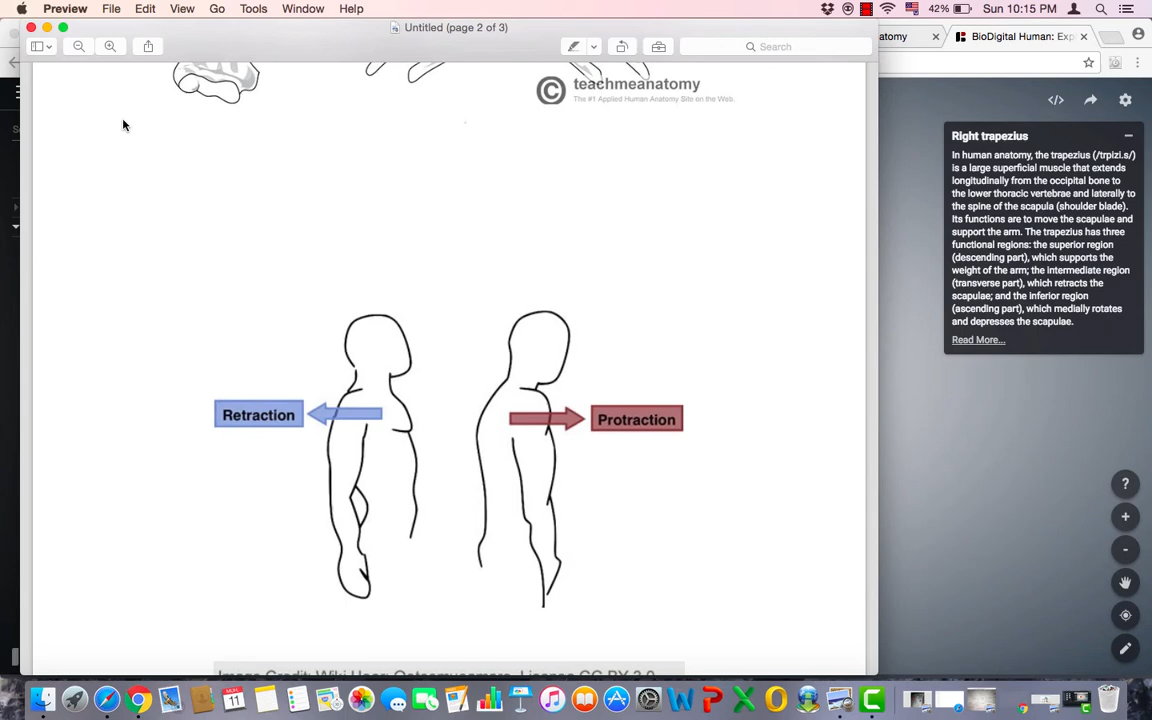 Preview File Edit View Go Tools Window Help
42% Sun 10:15 PM
Untitled (page 2 of 3)
Search
atomy
BioDigital Human: Exp
teachmeanatomy
The #1 Applied Human Anatomy Site on the Web.
Right trapezius
In human anatomy, the trapezius (/trpizi.s/)
is a large superficial muscle that extends
longitudinally from the occipital bone to
the lower thoracic vertebrae and laterally to
the spine of the scapula (shoulder blade).
Its functions are to move the scapulae and
support the arm. The trapezius has three
functional regions: the superior region
(descending part), which supports the
weight of the arm; the intermediate region
(transverse part), which retracts the
scapulae; and the inferior region
(ascending part), which medially rotates
and depresses the scapulae.
Read More...
Retraction
Protraction